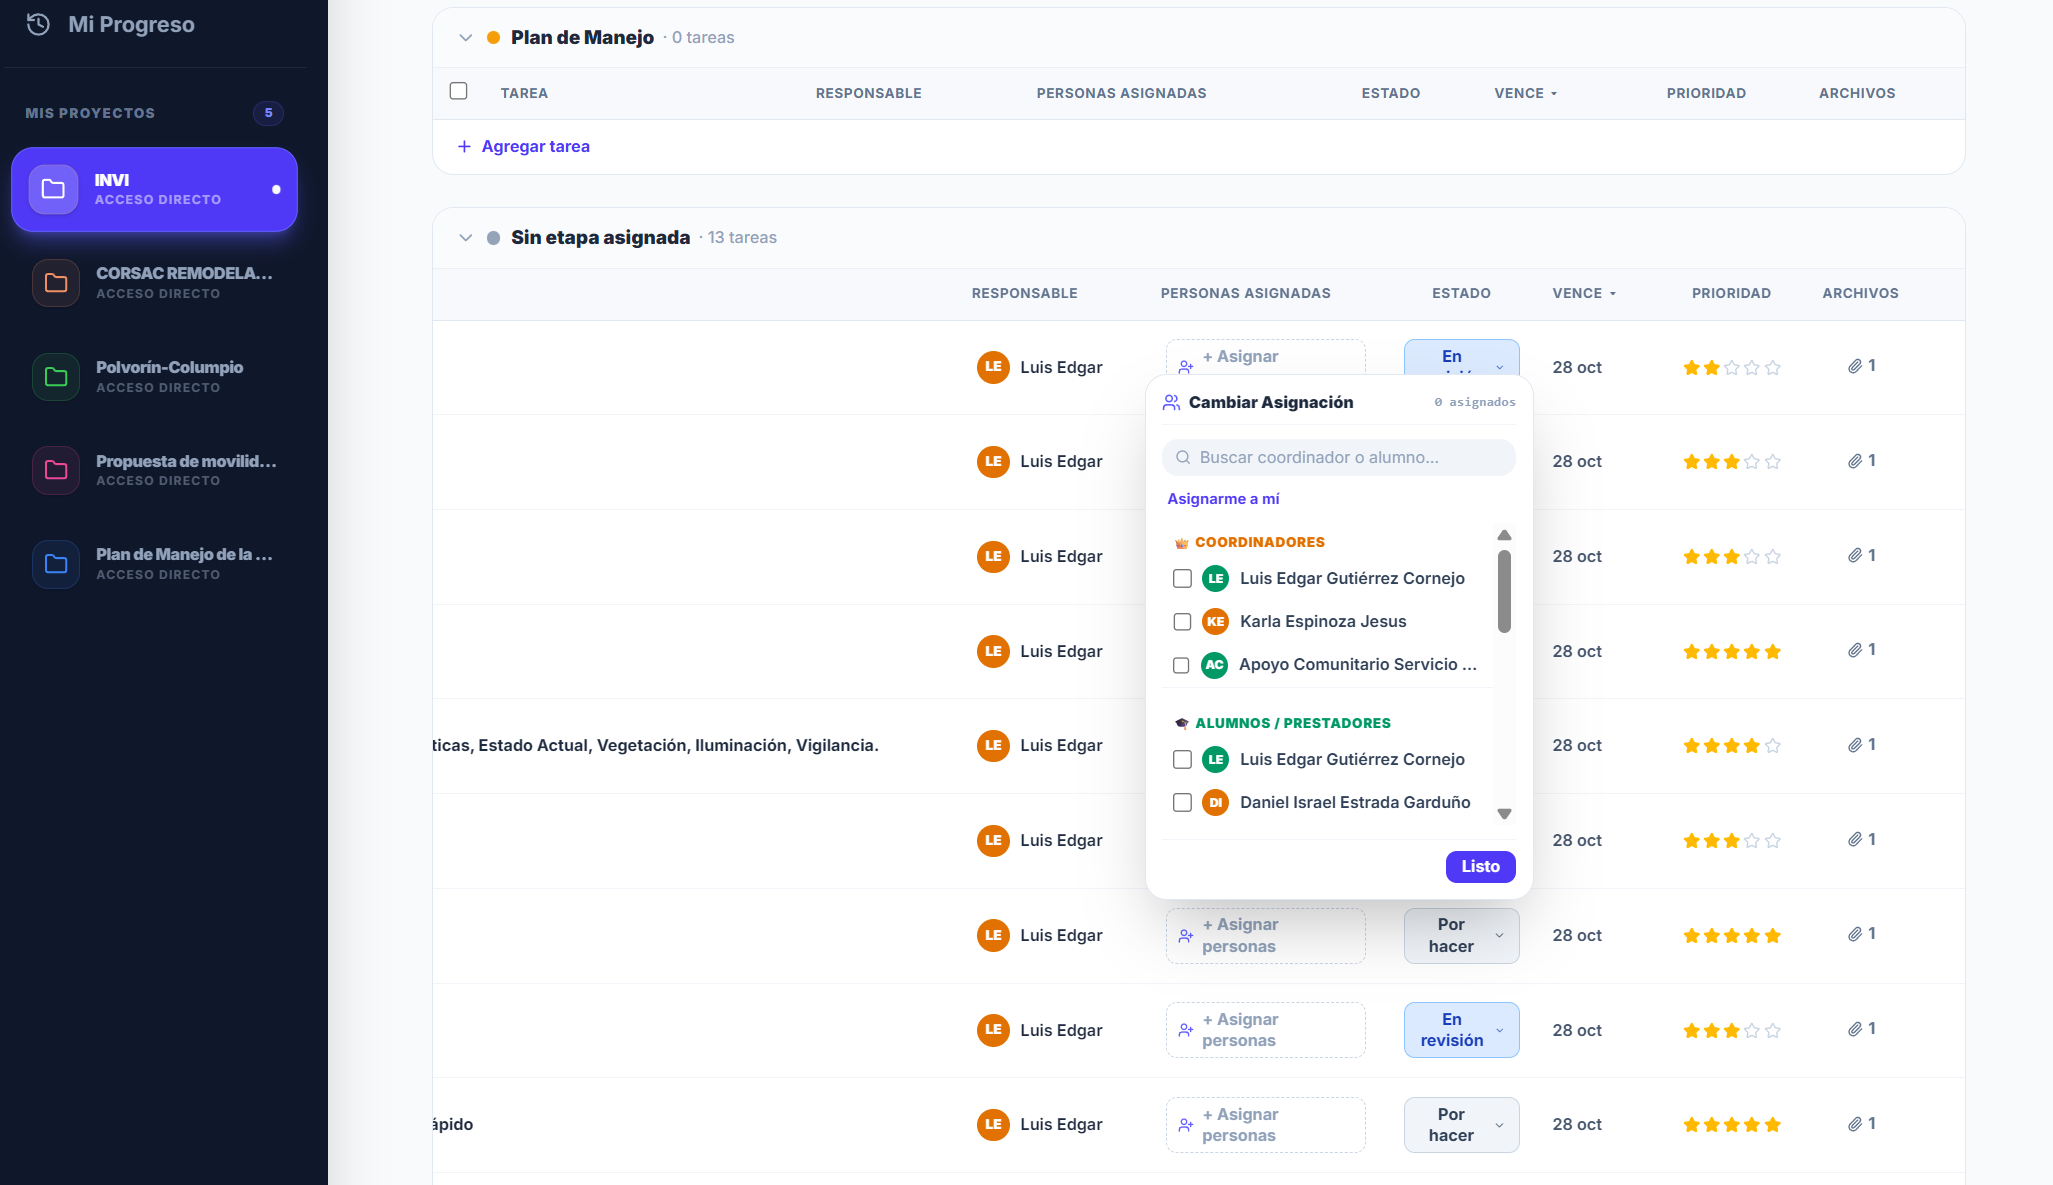 Mi Progreso
MIS PROYECTOS 5
INVI
ACCESO DIRECTO
CORSAC REMODELA...
ACCESO DIRECTO
Polvorín-Columpio
ACCESO DIRECTO
Propuesta de movilid...
ACCESO DIRECTO
Plan de Manejo de la ...
ACCESO DIRECTO
Plan de Manejo · 0 tareas
TAREA RESPONSABLE PERSONAS ASIGNADAS ESTADO VENCE PRIORIDAD ARCHIVOS
+ Agregar tarea
Sin etapa asignada · 13 tareas
RESPONSABLE PERSONAS ASIGNADAS ESTADO VENCE PRIORIDAD ARCHIVOS
LE Luis Edgar + Asignar En 28 oct 1
LE Luis Edgar 28 oct 1
LE Luis Edgar 28 oct 1
LE Luis Edgar 28 oct 1
ticas, Estado Actual, Vegetación, Iluminación, Vigilancia. LE Luis Edgar 28 oct 1
LE Luis Edgar 28 oct 1
LE Luis Edgar + Asignar personas Por hacer 28 oct 1
LE Luis Edgar + Asignar personas En revisión 28 oct 1
ápido LE Luis Edgar + Asignar personas Por hacer 28 oct 1
Cambiar Asignación 0 asignados
Buscar coordinador o alumno...
Asignarme a mí
COORDINADORES
LE Luis Edgar Gutiérrez Cornejo
KE Karla Espinoza Jesus
AC Apoyo Comunitario Servicio ...
ALUMNOS / PRESTADORES
LE Luis Edgar Gutiérrez Cornejo
DI Daniel Israel Estrada Garduño
Listo